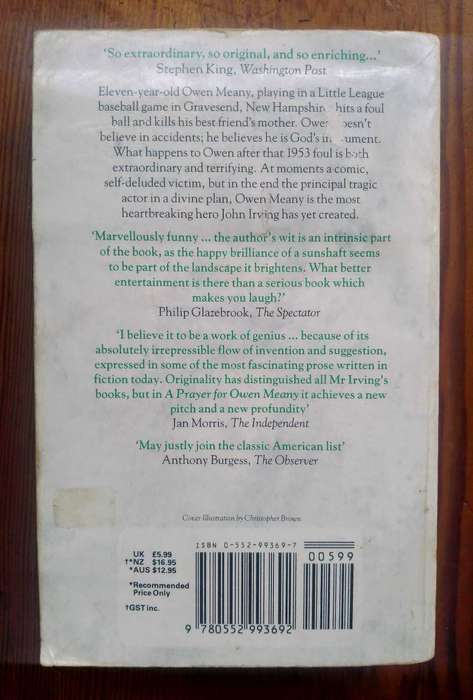 ‘So extraordinary, so original, and so enriching...’
Stephen King, Washington Post
Eleven-year-old Owen Meany, playing in a Little League
baseball game in Gravesend, New Hampshir hits a foul
ball and kills his best friend's mother. Owe esn't
believe in accidents; he believes he is God's in ument.
What happens to Owen after that 1953 foul is both
extraordinary and terrifying. At moments a comic,
self-deluded victim, but in the end the principal tragic
actor in a divine plan, Owen Meany is the most
heartbreaking hero John Irving has yet created.
‘Marvellously funny ... the author's wit is an intrinsic part
of the book, as the happy brilliance of a sunshaft seems
to be part of the landscape it brightens. What better
entertainment is there than a serious book which
makes you laugh?’
Philip Glazebrook, The Spectator
‘I believe it to be a work of genius ... because of its
absolutely irrepressible flow of invention and suggestion,
expressed in some of the most fascinating prose written in
fiction today. Originality has distinguished all Mr Irving's
books, but in A Prayer for Owen Meany it achieves a new
pitch and a new profundity’
Jan Morris, The Independent
‘May justly join the classic American list’
Anthony Burgess, The Observer
Cover Illustration by Christopher Brown
ISBN 0-552-99369-7
UK £5.99
†*NZ $16.95
*AUS $12.95
*Recommended
Price Only
†GST inc.
00599
9 780552 993692